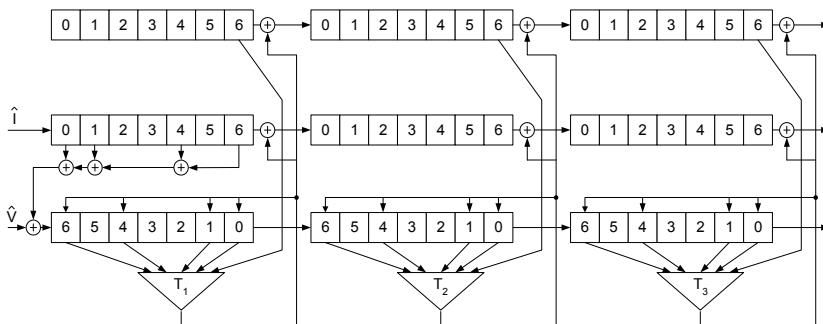 0 1 2 3 4 5 6 + 0 1 2 3 4 5 6 + 0 1 2 3 4 5 6 +
Î 0 1 2 3 4 5 6 + 0 1 2 3 4 5 6 + 0 1 2 3 4 5 6 +
+ + +
V̂ + 6 5 4 3 2 1 0 6 5 4 3 2 1 0 6 5 4 3 2 1 0
T₁ T₂ T₃